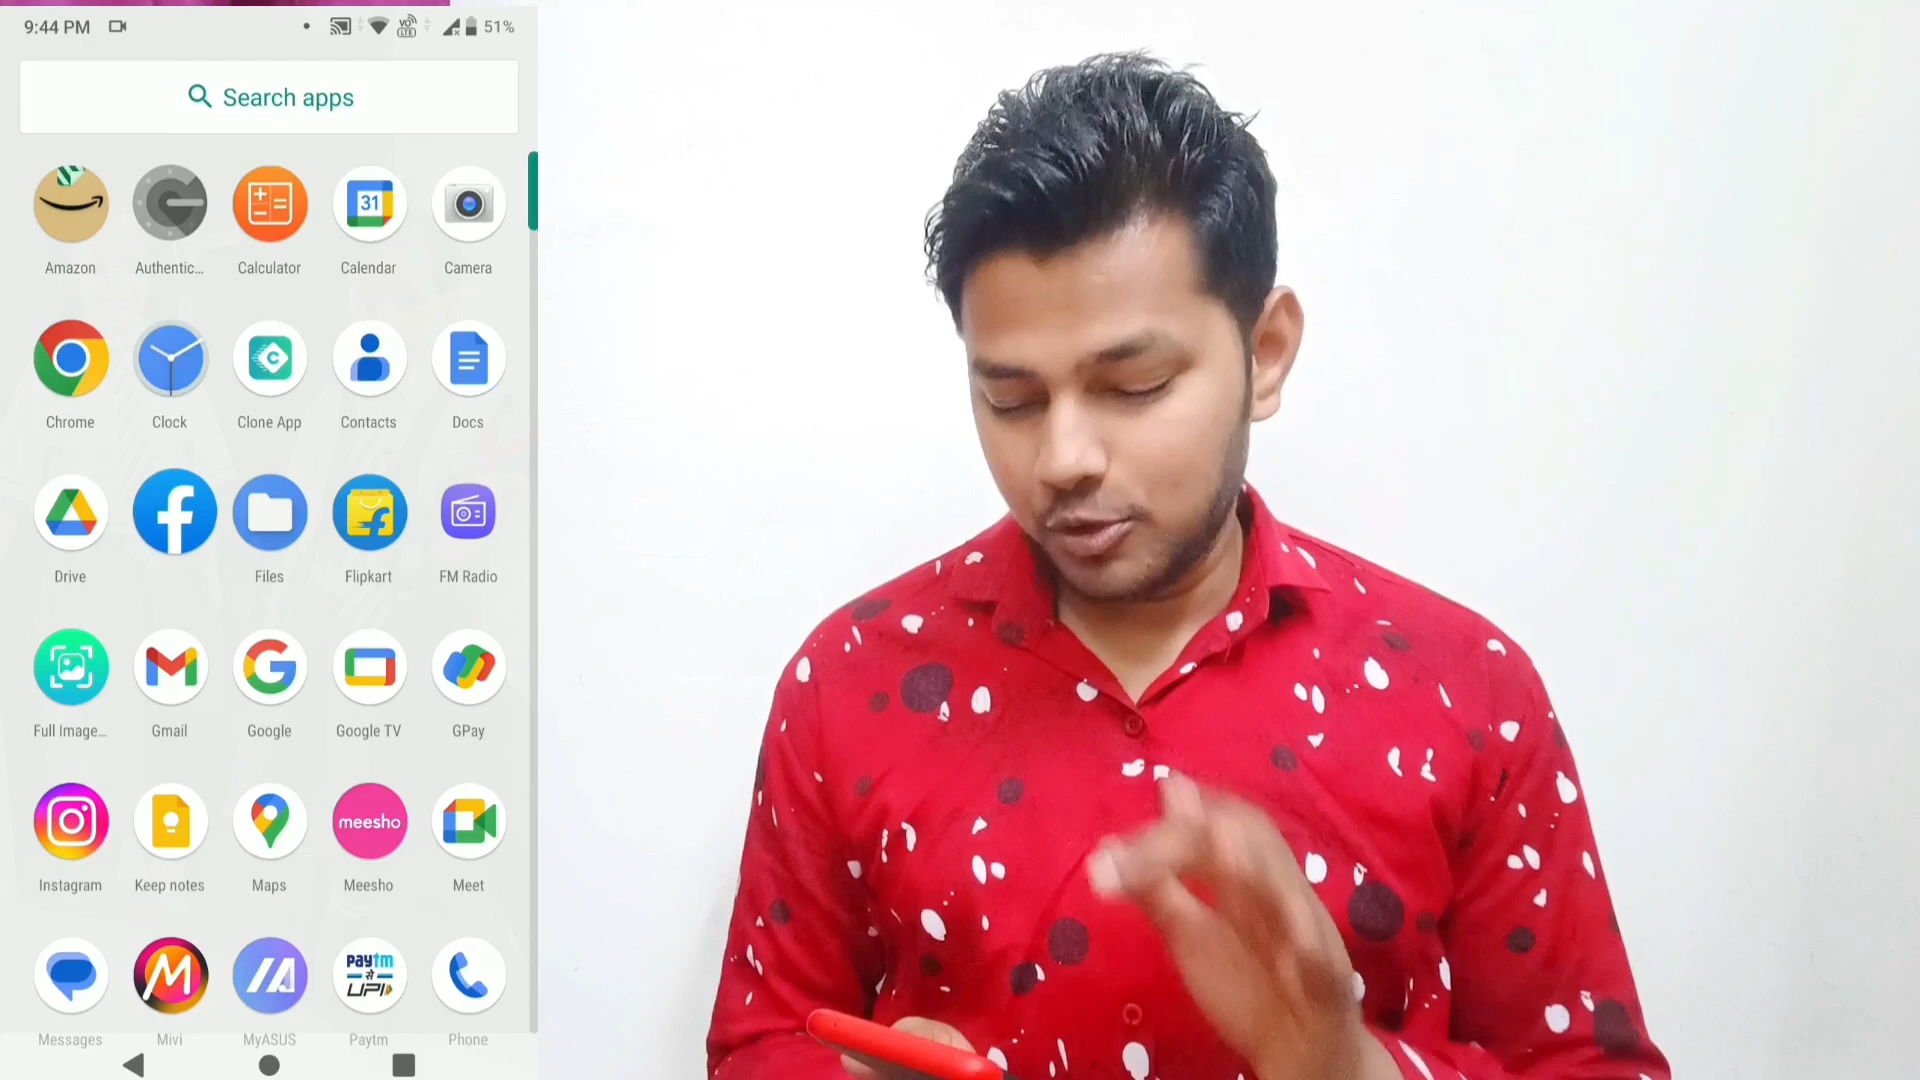 9:44 PM
VO LTE
51%
Search apps
Amazon
Authentic...
Calculator
31
Calendar
Camera
Chrome
Clock
C
Clone App
Contacts
Docs
Drive
f
Files
f
Flipkart
FM Radio
Full Image...
Gmail
G
Google
Google TV
GPay
Instagram
Keep notes
Maps
meesho
Meesho
Meet
Messages
M
Mivi
MyASUS
paytm
से
UPI
Paytm
Phone